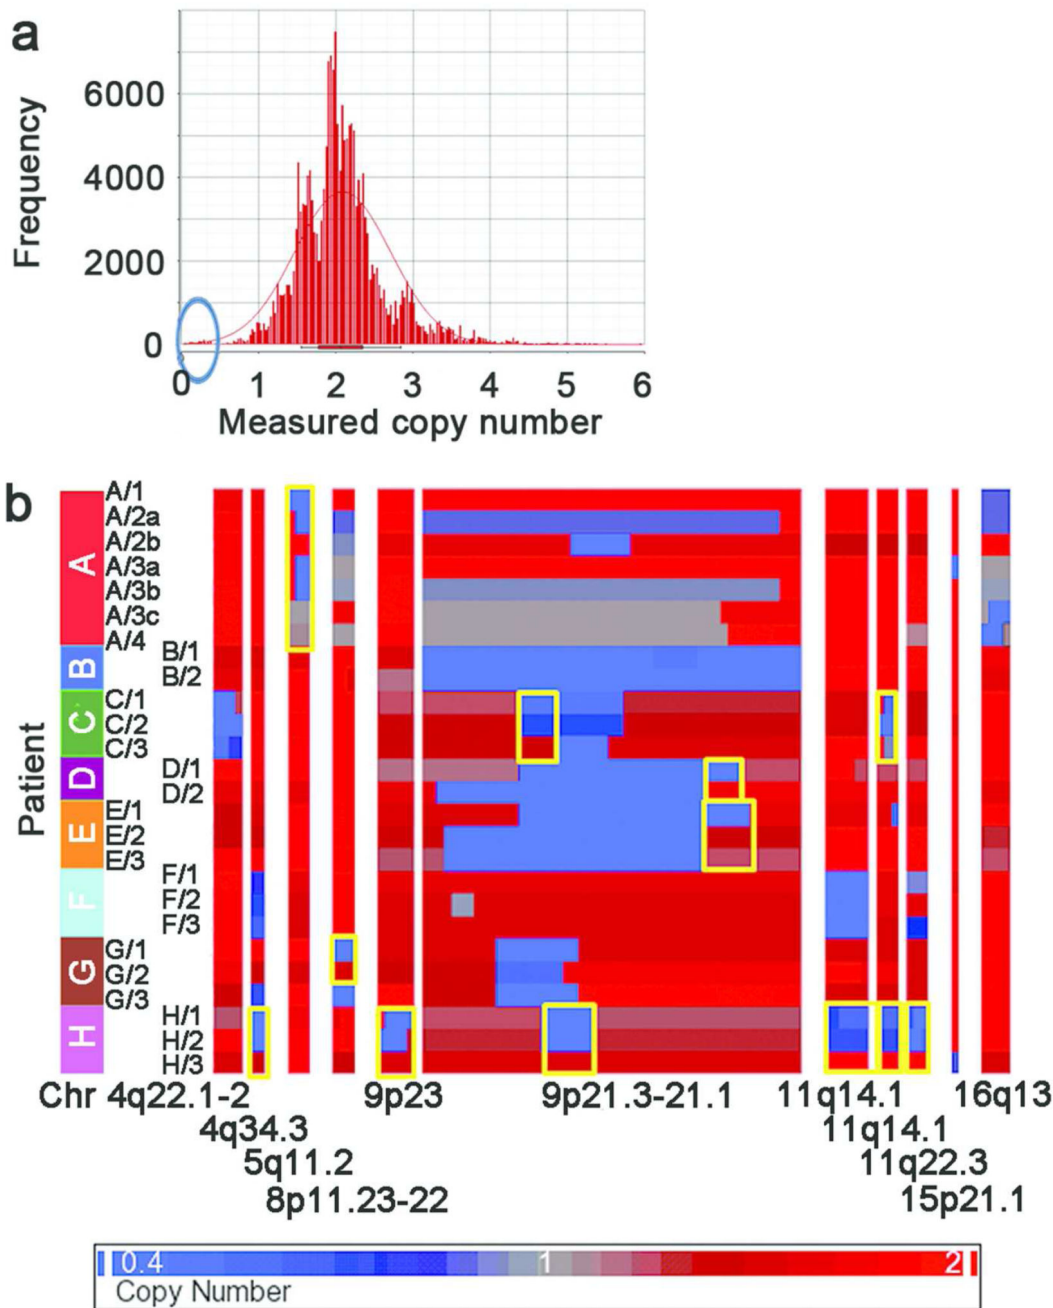 a
Frequency
6000
4000
2000
0
0 1 2 3 4 5 6
Measured copy number
b
Patient
A
B
C
D
E
F
G
H
A/1
A/2a
A/2b
A/3a
A/3b
A/3c
A/4
B/1
B/2
C/1
C/2
C/3
D/1
D/2
E/1
E/2
E/3
F/1
F/2
F/3
G/1
G/2
G/3
H/1
H/2
H/3
Chr 4q22.1-2 9p23 9p21.3-21.1 11q14.1 16q13
4q34.3 11q14.1
5q11.2 11q22.3
8p11.23-22 15p21.1
0.4 1 2
Copy Number